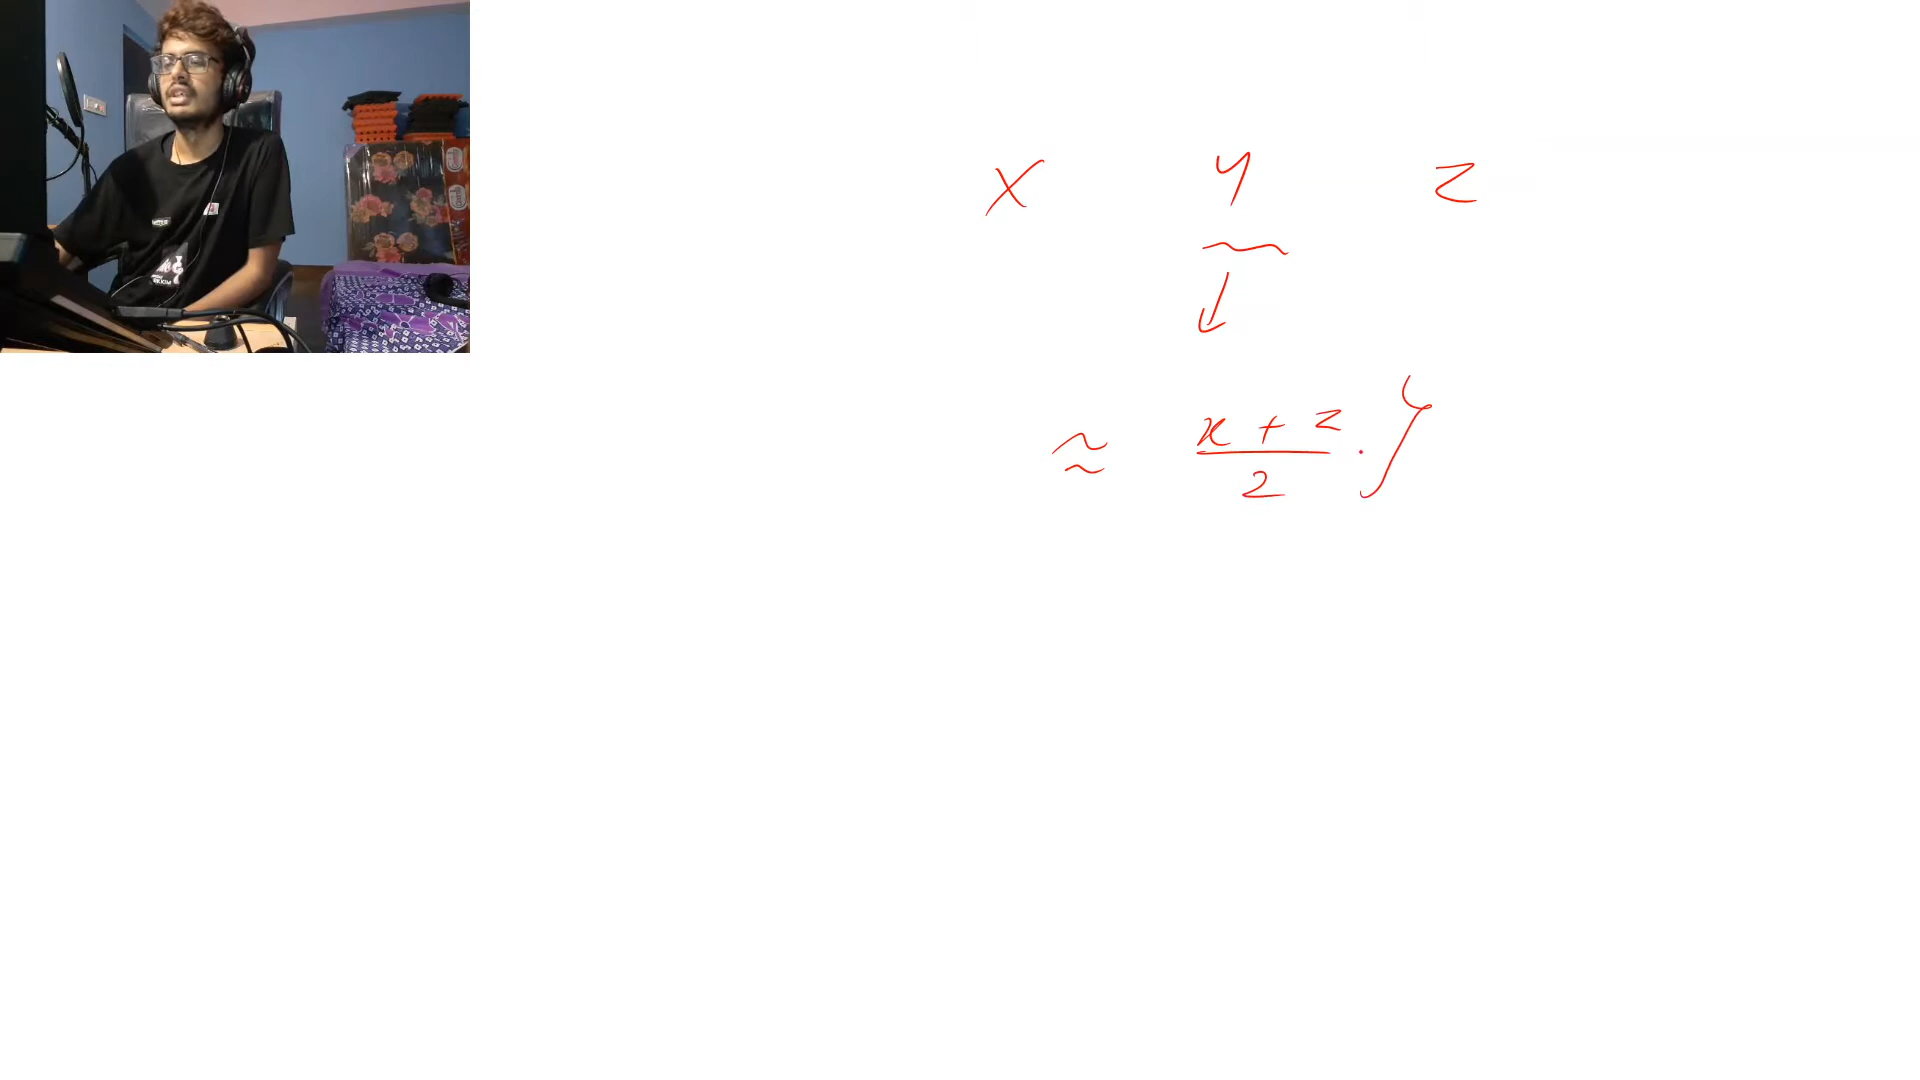 x y z
≈ x + z / 2 . y